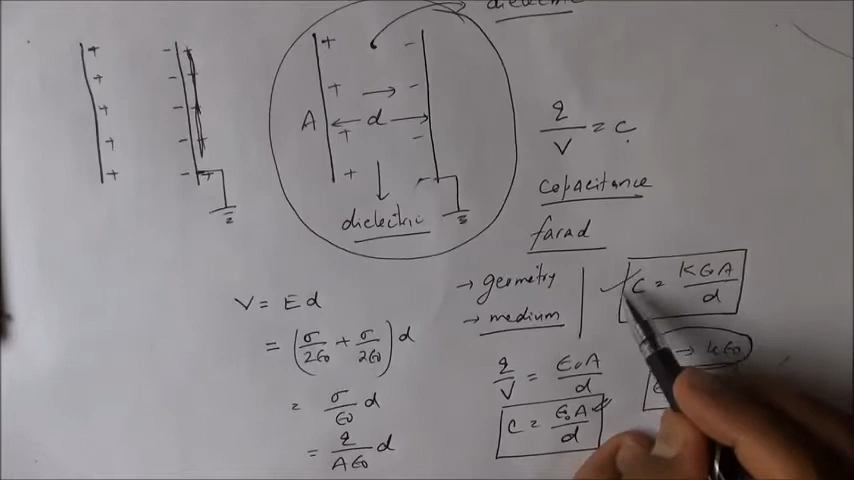 dielectric
+ + + + +
- - - - -
+ + + + +
- - - -
A
d
dielectric
q/V = C
capacitance
farad
→ geometry
→ medium
C = kϵ₀A/d
→ kϵ₀
V = Ed
= (σ/2ϵ₀ + σ/2ϵ₀) d
= σ/ϵ₀ d
= q/Aϵ₀ d
q/V = ϵ₀A/d
C = ϵ₀A/d